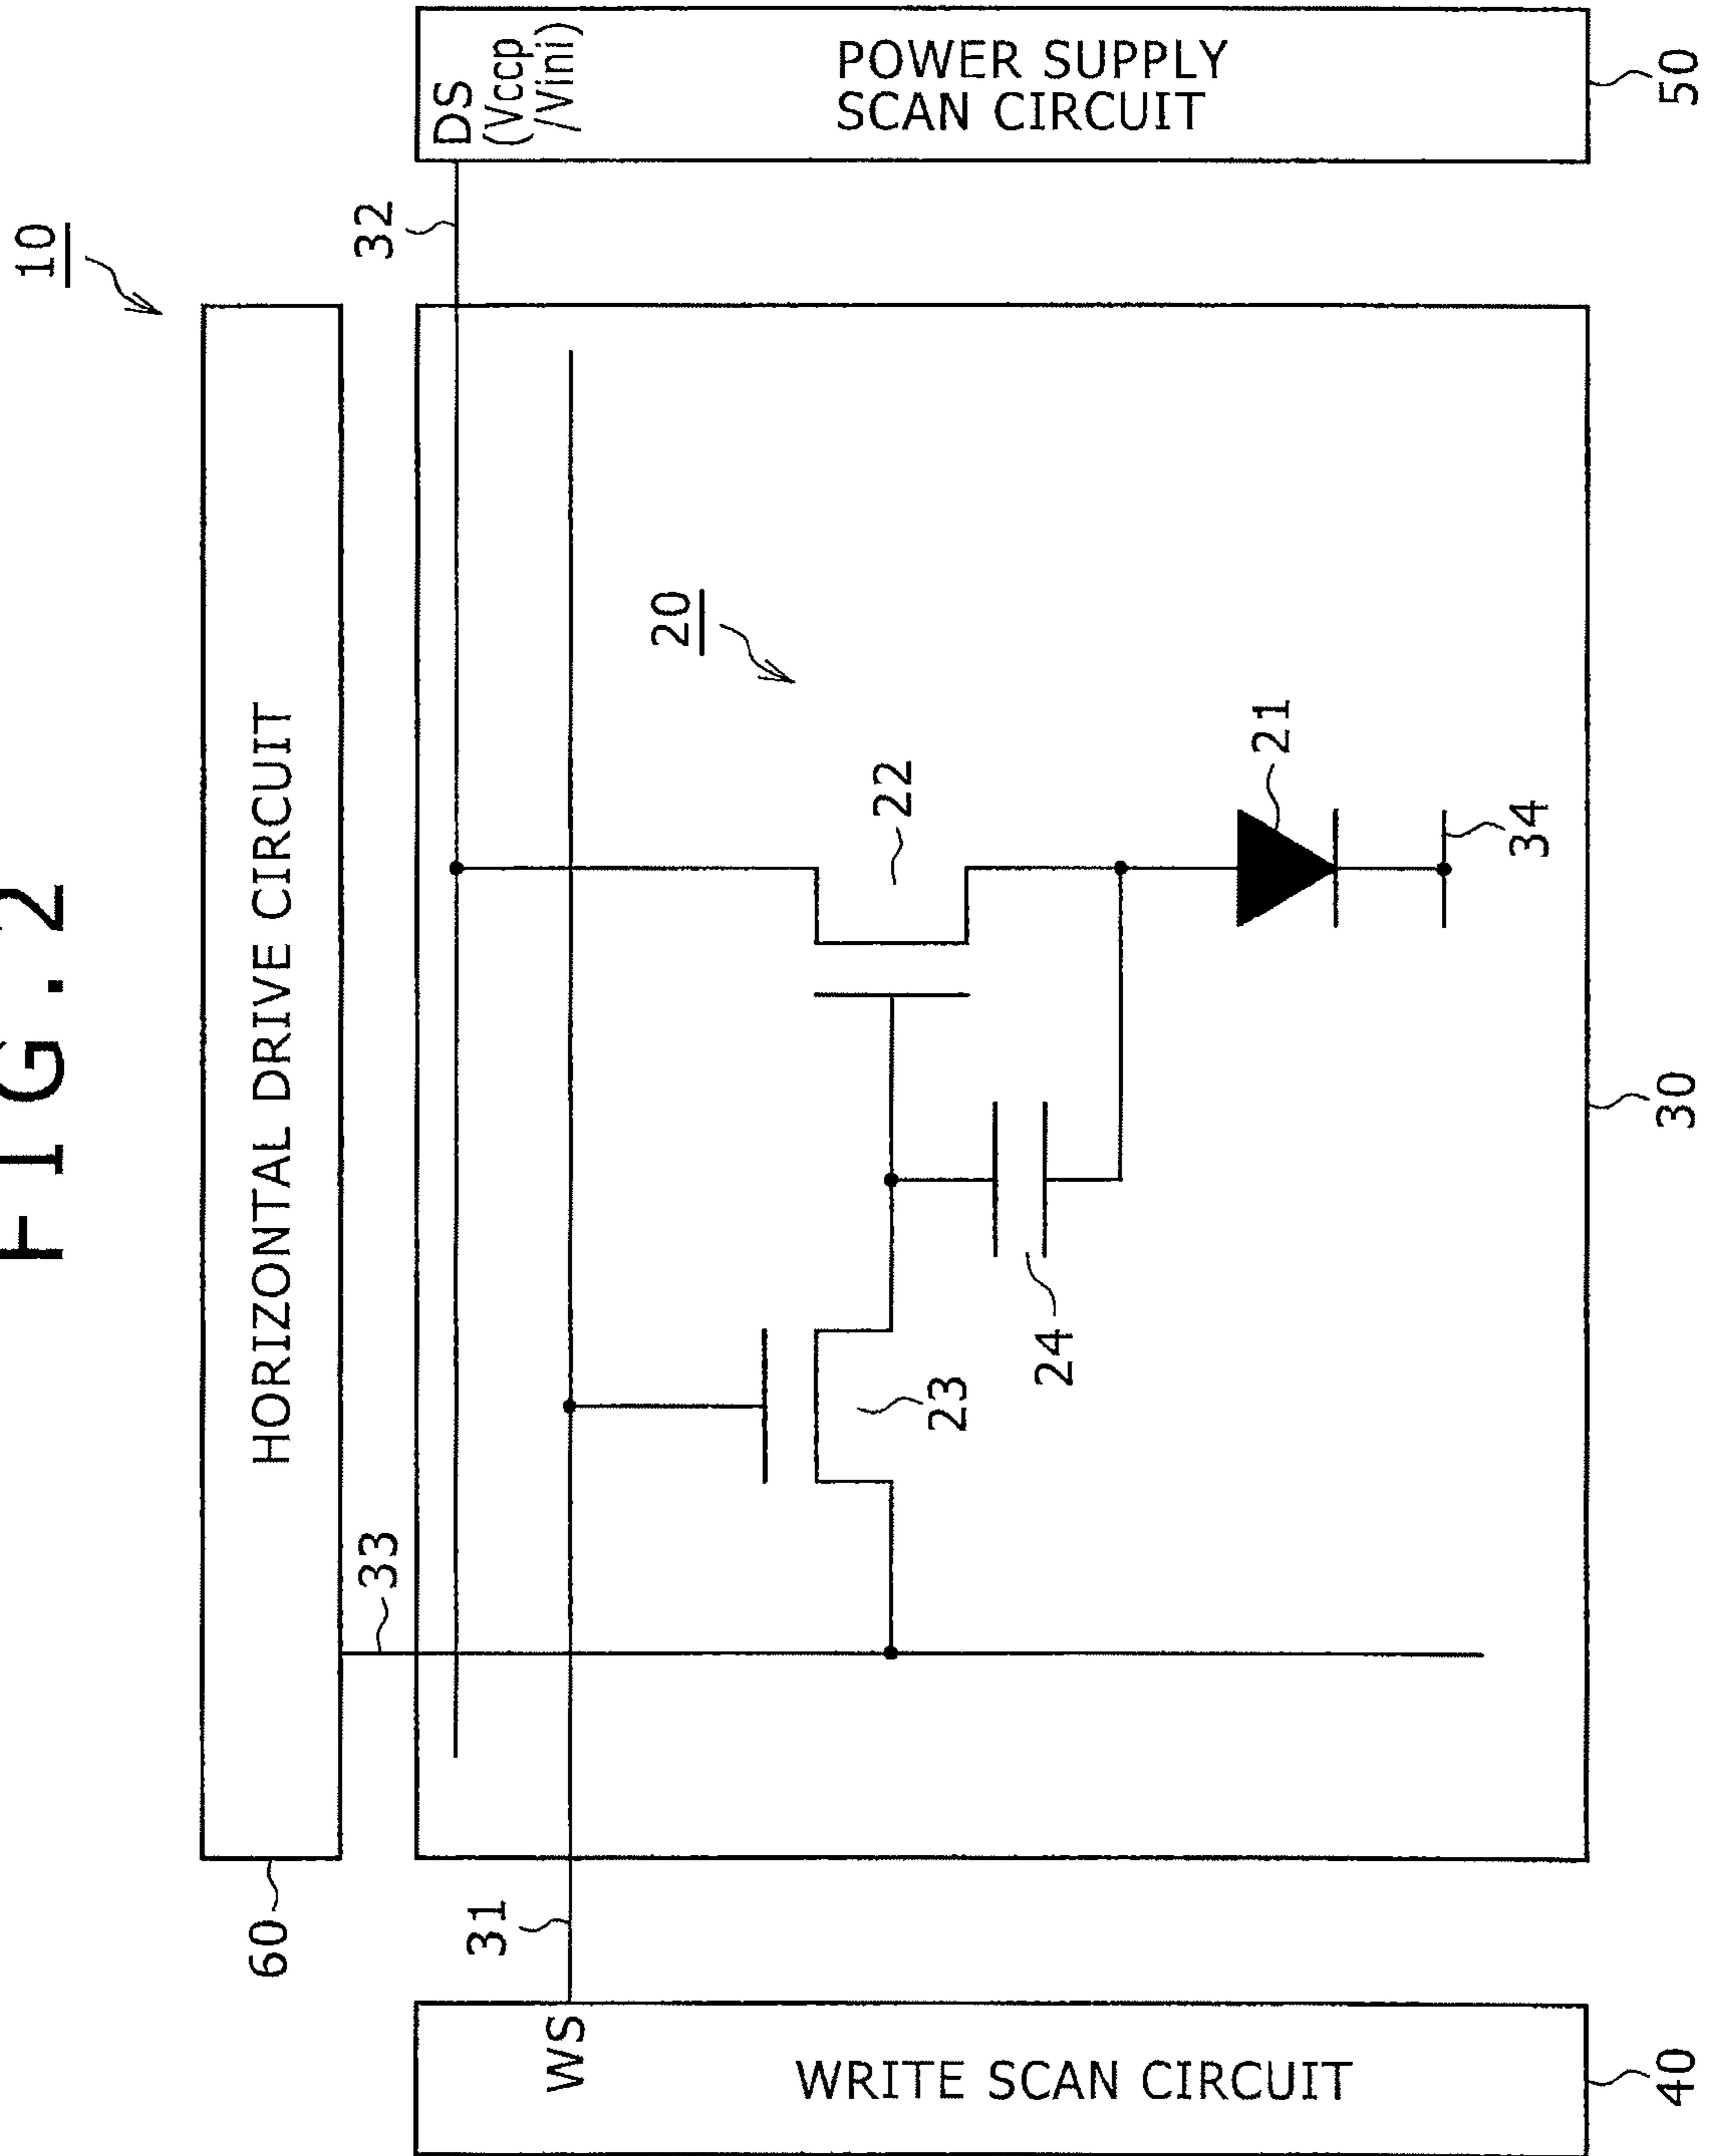 FIG.2
10
60
HORIZONTAL DRIVE CIRCUIT
33
32
31
WS
DS
(Vccp
/Vini)
20
22
23
24
21
34
WRITE SCAN CIRCUIT
POWER SUPPLY
SCAN CIRCUIT
40
30
50